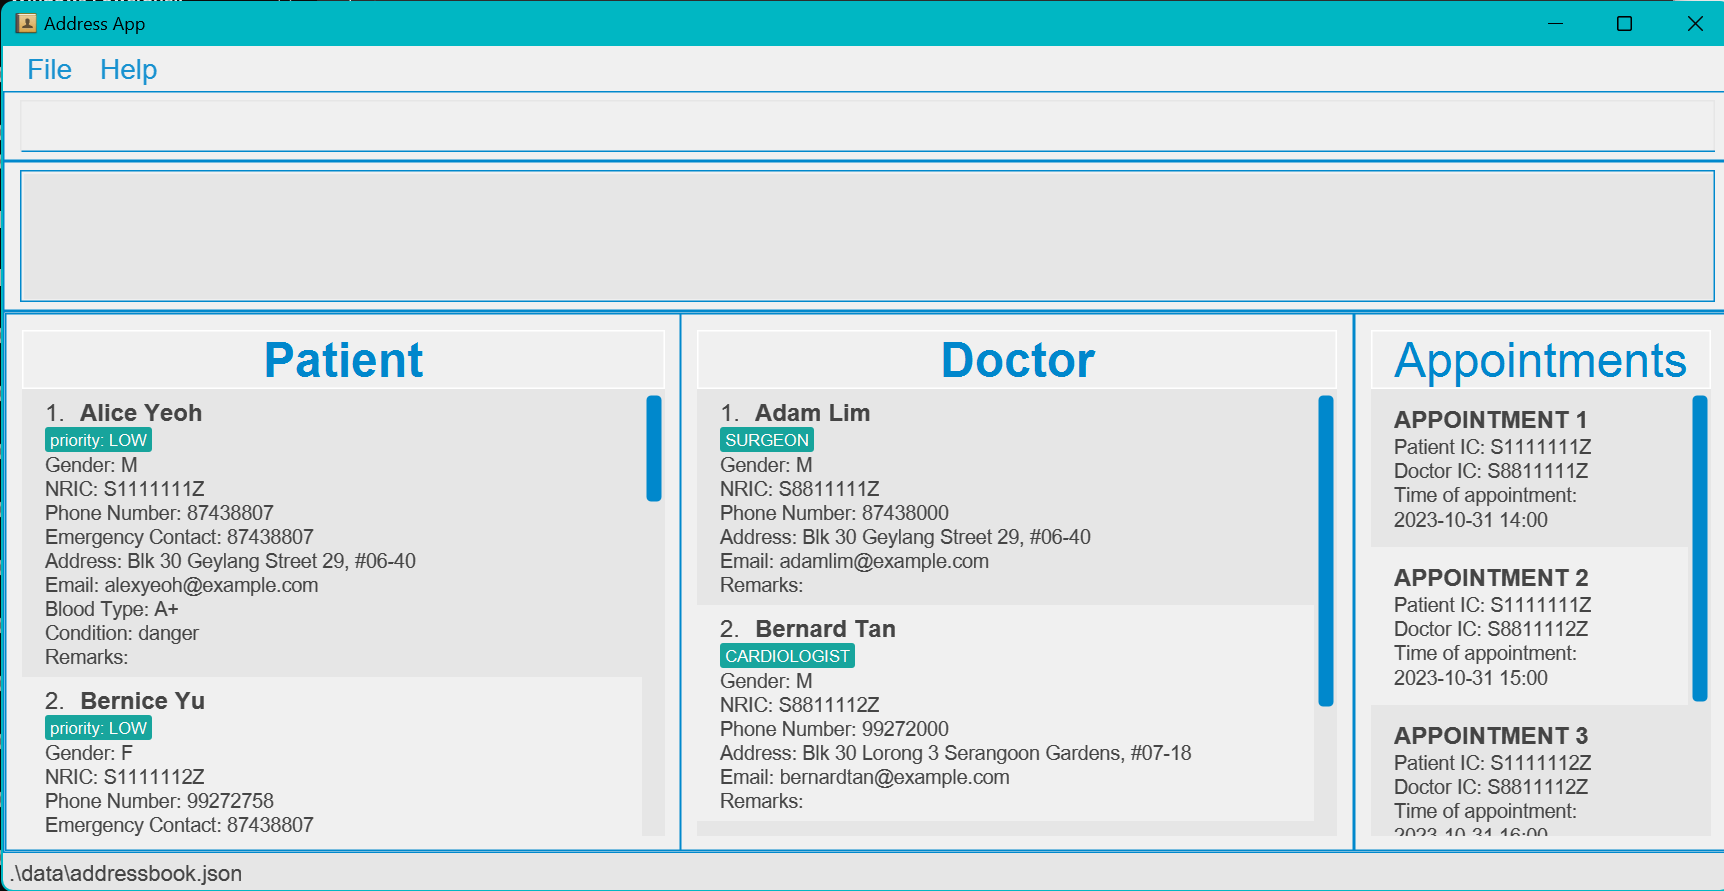 Address App
File Help
Patient
1. Alice Yeoh
priority: LOW
Gender: M
NRIC: S1111111Z
Phone Number: 87438807
Emergency Contact: 87438807
Address: Blk 30 Geylang Street 29, #06-40
Email: alexyeoh@example.com
Blood Type: A+
Condition: danger
Remarks:
2. Bernice Yu
priority: LOW
Gender: F
NRIC: S1111112Z
Phone Number: 99272758
Emergency Contact: 87438807
Doctor
1. Adam Lim
SURGEON
Gender: M
NRIC: S8811111Z
Phone Number: 87438000
Address: Blk 30 Geylang Street 29, #06-40
Email: adamlim@example.com
Remarks:
2. Bernard Tan
CARDIOLOGIST
Gender: M
NRIC: S8811112Z
Phone Number: 99272000
Address: Blk 30 Lorong 3 Serangoon Gardens, #07-18
Email: bernardtan@example.com
Remarks:
Appointments
APPOINTMENT 1
Patient IC: S1111111Z
Doctor IC: S8811111Z
Time of appointment:
2023-10-31 14:00
APPOINTMENT 2
Patient IC: S1111111Z
Doctor IC: S8811112Z
Time of appointment:
2023-10-31 15:00
APPOINTMENT 3
Patient IC: S1111112Z
Doctor IC: S8811112Z
Time of appointment:
2023-10-31 16:00
.\data\addressbook.json